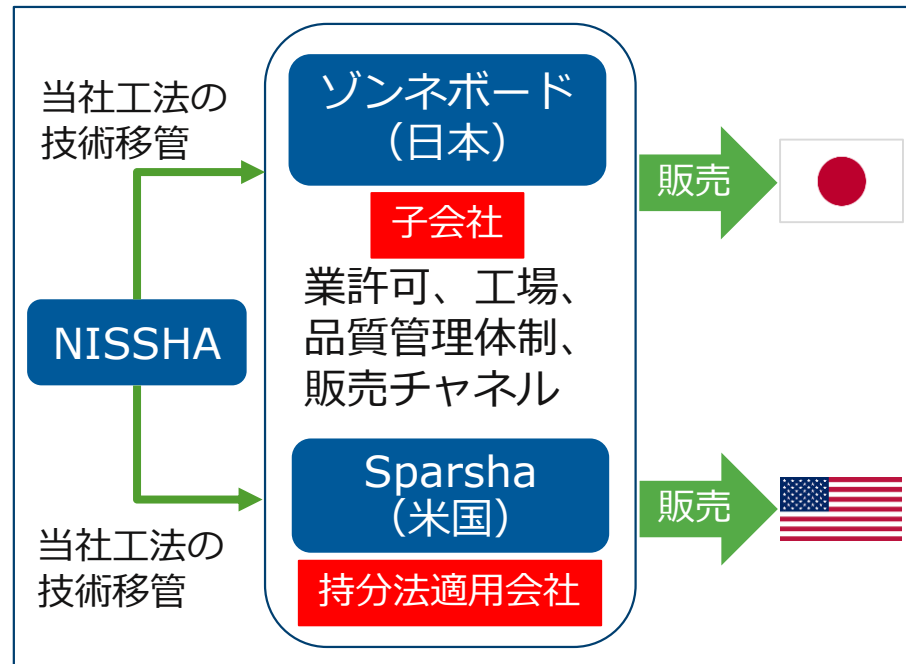 当社工法の
技術移管
NISSHA
当社工法の
技術移管
ゾンネボード
（日本）
子会社
業許可、工場、
品質管理体制、
販売チャネル
Sparsha
（米国）
持分法適用会社
販売
販売